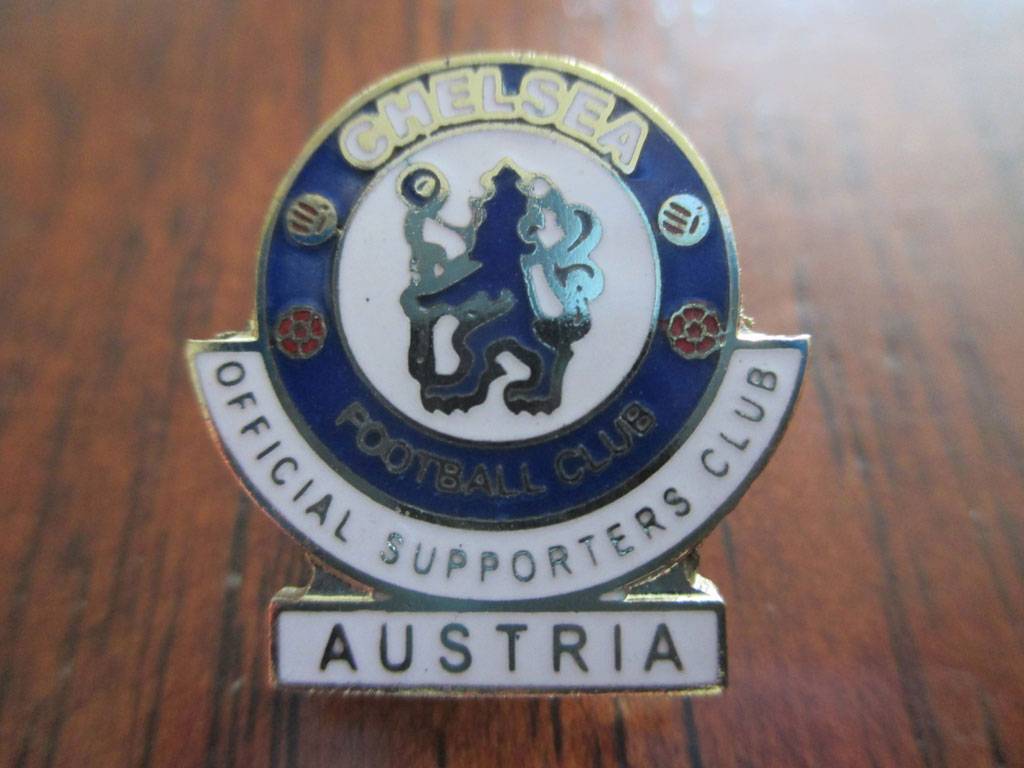 CHELSEA
FOOTBALL CLUB
OFFICIAL SUPPORTERS CLUB
AUSTRIA